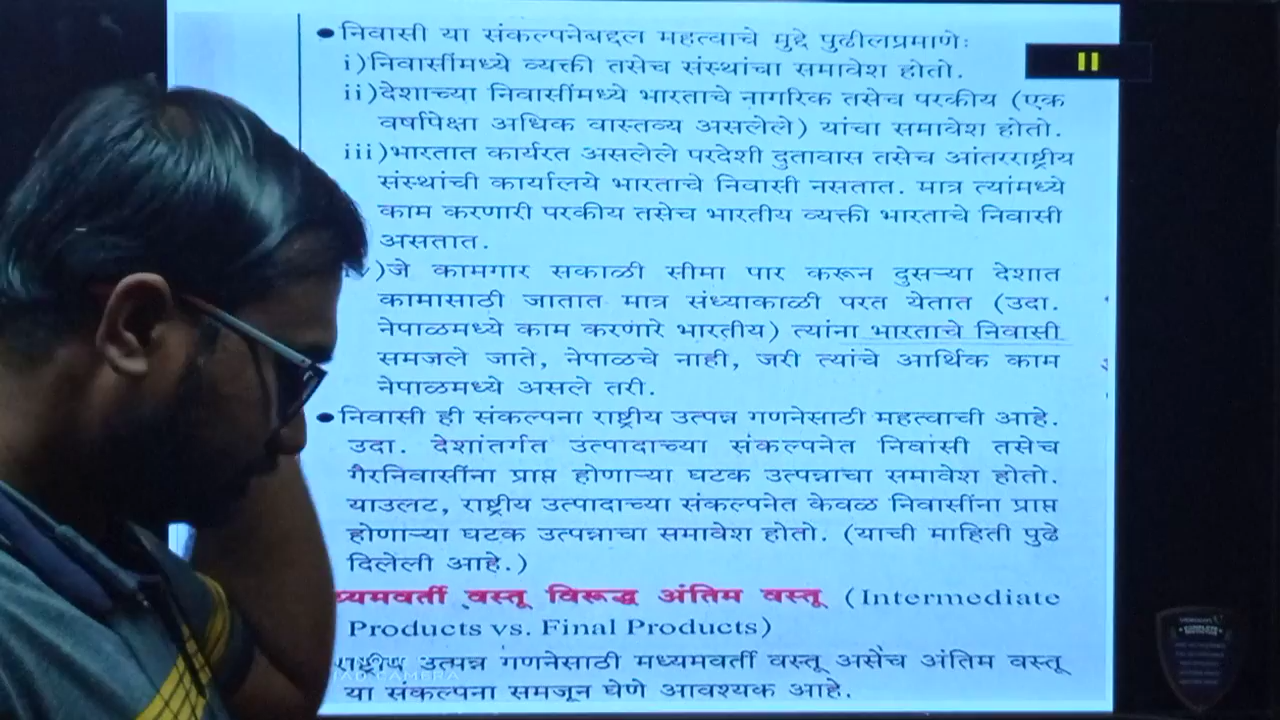 ● निवासी या संकल्पनेबद्दल महत्वाचे मुद्दे पुढीलप्रमाणे:
i)निवासींमध्ये व्यक्ती तसेच संस्थांचा समावेश होतो.
ii)देशाच्या निवासींमध्ये भारताचे नागरिक तसेच परकीय (एक
वर्षापेक्षा अधिक वास्तव्य असलेले) यांचा समावेश होतो.
iii)भारतात कार्यरत असलेले परदेशी दुतावास तसेच आंतरराष्ट्रीय
संस्थांची कार्यालये भारताचे निवासी नसतात. मात्र त्यांमध्ये
काम करणारी परकीय तसेच भारतीय व्यक्ती भारताचे निवासी
असतात.
)जे कामगार सकाळी सीमा पार करून दुसऱ्या देशात
कामासाठी जातात मात्र संध्याकाळी परत येतात (उदा.
नेपाळमध्ये काम करणारे भारतीय) त्यांना भारताचे निवासी
समजले जाते, नेपाळचे नाही, जरी त्यांचे आर्थिक काम
नेपाळमध्ये असले तरी.
● निवासी ही संकल्पना राष्ट्रीय उत्पन्न गणनेसाठी महत्वाची आहे.
उदा. देशांतर्गत उत्पादाच्या संकल्पनेत निवासी तसेच
गैरनिवासींना प्राप्त होणाऱ्या घटक उत्पन्नाचा समावेश होतो.
याउलट, राष्ट्रीय उत्पादाच्या संकल्पनेत केवळ निवासींना प्राप्त
होणाऱ्या घटक उत्पन्नाचा समावेश होतो. (याची माहिती पुढे
दिलेली आहे.)
ध्यमवर्ती वस्तू विरूद्ध अंतिम वस्तू (Intermediate
Products vs. Final Products)
राष्ट्रीय उत्पन्न गणनेसाठी मध्यमवर्ती वस्तू असेच अंतिम वस्तू
या संकल्पना समजून घेणे आवश्यक आहे.